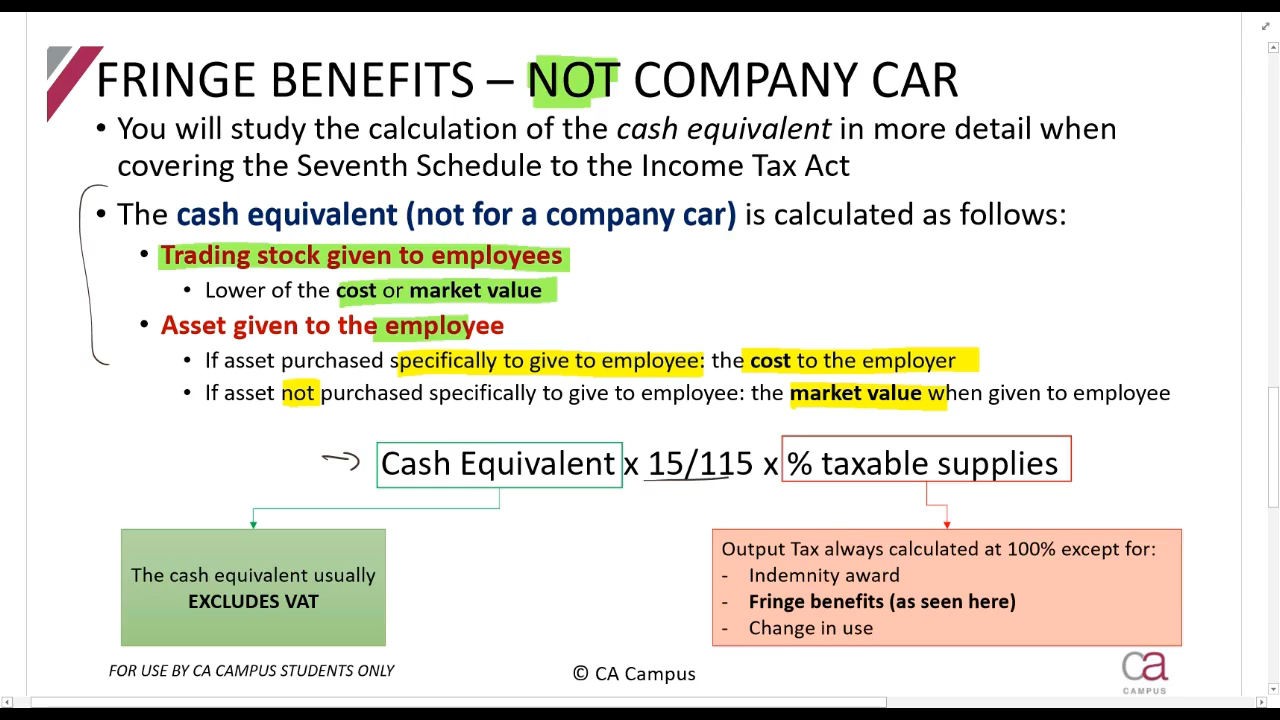 FRINGE BENEFITS – NOT COMPANY CAR
• You will study the calculation of the cash equivalent in more detail when
covering the Seventh Schedule to the Income Tax Act
• The cash equivalent (not for a company car) is calculated as follows:
• Trading stock given to employees
• Lower of the cost or market value
• Asset given to the employee
• If asset purchased specifically to give to employee: the cost to the employer
• If asset not purchased specifically to give to employee: the market value when given to employee
Cash Equivalent x 15/115 x % taxable supplies
The cash equivalent usually
EXCLUDES VAT
Output Tax always calculated at 100% except for:
- Indemnity award
- Fringe benefits (as seen here)
- Change in use
FOR USE BY CA CAMPUS STUDENTS ONLY
© CA Campus
ca
CAMPUS